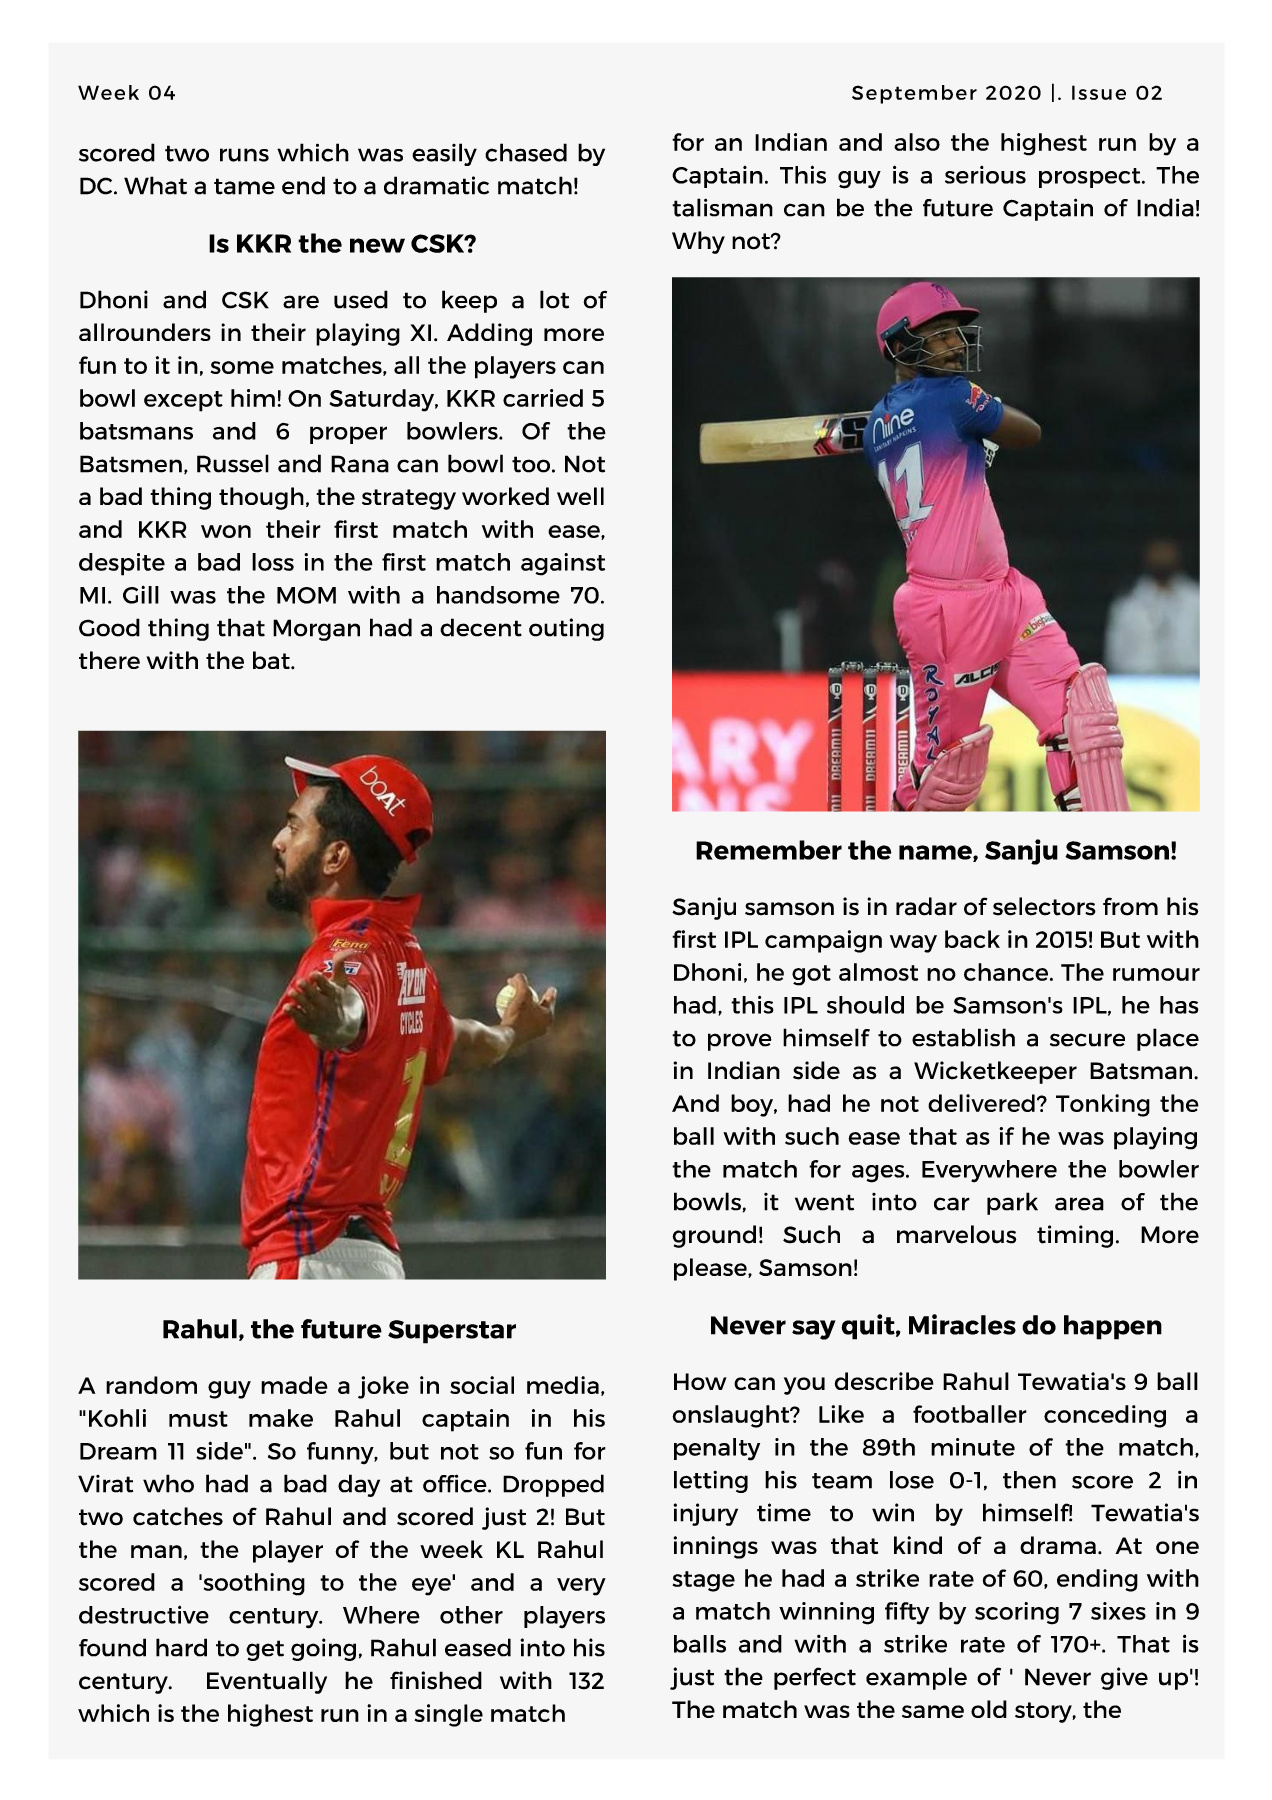 Week 04
September 2020 |. Issue 02
scored two runs which was easily chased by
DC. What a tame end to a dramatic match!
Is KKR the new CSK?
Dhoni and CSK are used to keep a lot of
allrounders in their playing XI. Adding more
fun to it in, some matches, all the players can
bowl except him! On Saturday, KKR carried 5
batsmans and 6 proper bowlers. Of the
Batsmen, Russel and Rana can bowl too. Not
a bad thing though, the strategy worked well
and KKR won their first match with ease,
despite a bad loss in the first match against
MI. Gill was the MOM with a handsome 70.
Good thing that Morgan had a decent outing
there with the bat.
boAt
Fena
AVON
CYCLES
1
Rahul, the future Superstar
A random guy made a joke in social media,
"Kohli must make Rahul captain in his
Dream 11 side". So funny, but not so fun for
Virat who had a bad day at office. Dropped
two catches of Rahul and scored just 2! But
the man, the player of the week KL Rahul
scored a 'soothing to the eye' and a very
destructive century. Where other players
found hard to get going, Rahul eased into his
century. Eventually he finished with 132
which is the highest run in a single match
for an Indian and also the highest run by a
Captain. This guy is a serious prospect. The
talisman can be the future Captain of India!
Why not?
niine
SANITARY NAPKINS
11
ALCIS
ROYAL
DREAM11
DREAM11
DREAM11
ARY
NS
Remember the name, Sanju Samson!
Sanju samson is in radar of selectors from his
first IPL campaign way back in 2015! But with
Dhoni, he got almost no chance. The rumour
had, this IPL should be Samson's IPL, he has
to prove himself to establish a secure place
in Indian side as a Wicketkeeper Batsman.
And boy, had he not delivered? Tonking the
ball with such ease that as if he was playing
the match for ages. Everywhere the bowler
bowls, it went into car park area of the
ground! Such a marvelous timing. More
please, Samson!
Never say quit, Miracles do happen
How can you describe Rahul Tewatia's 9 ball
onslaught? Like a footballer conceding a
penalty in the 89th minute of the match,
letting his team lose 0-1, then score 2 in
injury time to win by himself! Tewatia's
innings was that kind of a drama. At one
stage he had a strike rate of 60, ending with
a match winning fifty by scoring 7 sixes in 9
balls and with a strike rate of 170+. That is
just the perfect example of ' Never give up'!
The match was the same old story, the